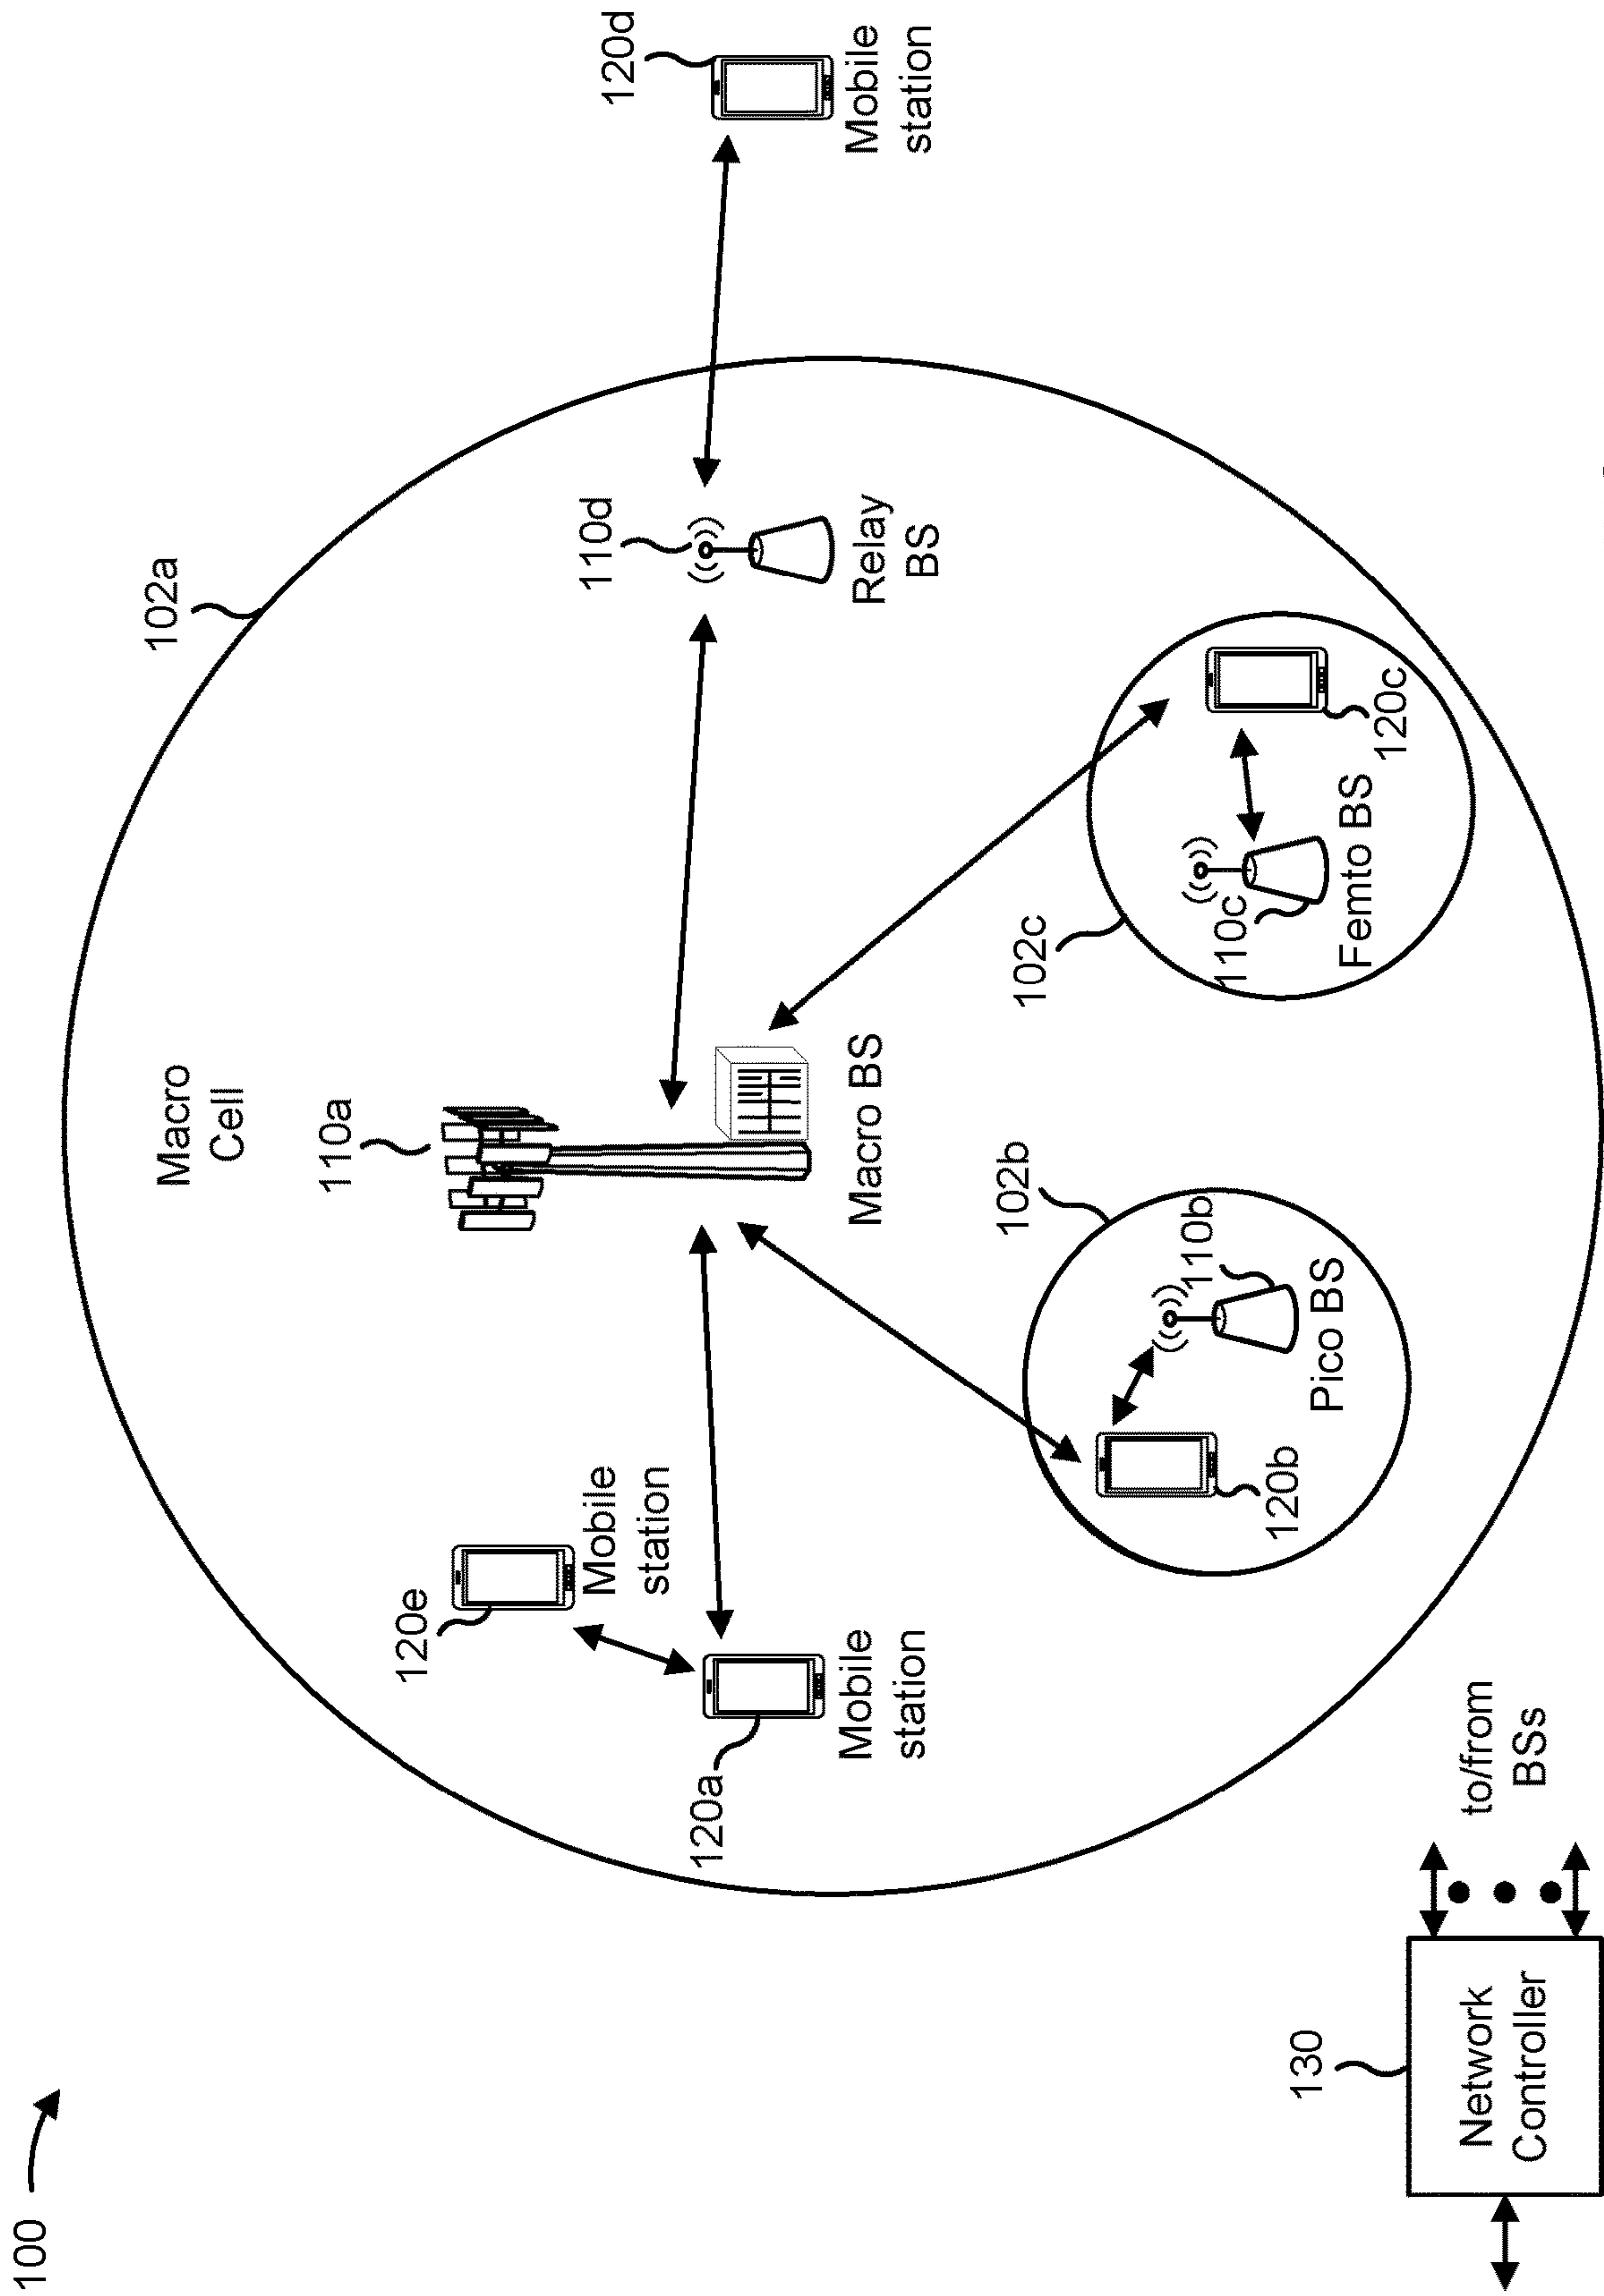 100
102a
Macro
Cell
110a
120e
Mobile
station
120a
Mobile
station
Macro BS
110d
Relay
BS
120d
Mobile
station
102b
110b
Pico BS
120b
102c
110c
Femto BS
120c
130
Network
Controller
to/from
BSs